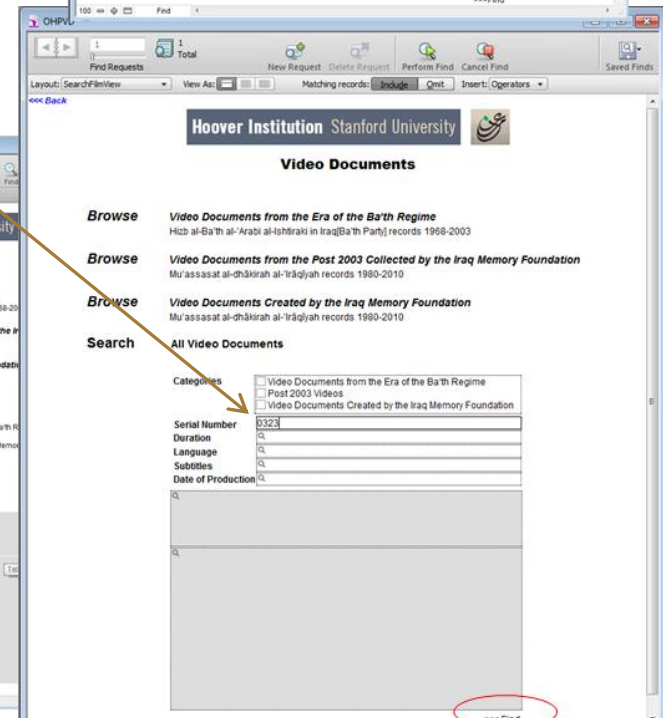 100
Find
OHPVD
1
1
Total
Find Requests
New Request
Delete Request
Perform Find
Cancel Find
Saved Finds
Layout: SearchFilmView
View As:
Matching records: Include Omit
Insert: Operators
<<< Back
Hoover Institution Stanford University
Video Documents
Browse
Video Documents from the Era of the Ba'th Regime
Hizb al-Ba'th al-'Arabi al-Ishtiraki in Iraq[Ba'th Party] records 1968-2003
Browse
Video Documents from the Post 2003 Collected by the Iraq Memory Foundation
Mu'assasat al-dhākirah al-'Irāqīyah records 1980-2010
Browse
Video Documents Created by the Iraq Memory Foundation
Mu'assasat al-dhākirah al-'Irāqīyah records 1980-2010
Search
All Video Documents
Categories
Video Documents from the Era of the Ba'th Regime
Post 2003 Videos
Video Documents Created by the Iraq Memory Foundation
Serial Number
0323
Duration
Language
Subtitles
Date of Production